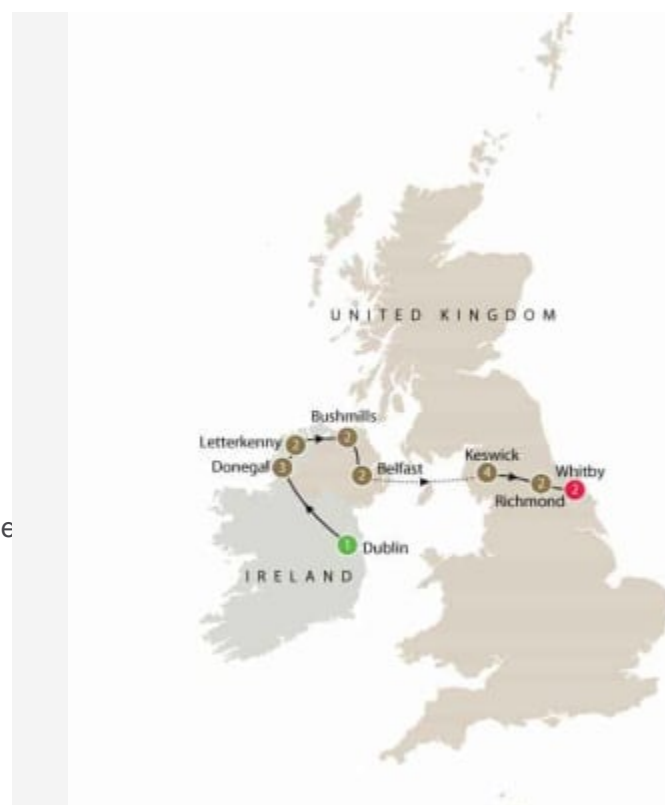 UNITED KINGDOM
Bushmills
2
Letterkenny 2
Donegal 3
2 Belfast
Keswick
4
2
Whitby
2
Richmond
1 Dublin
IRELAND
e